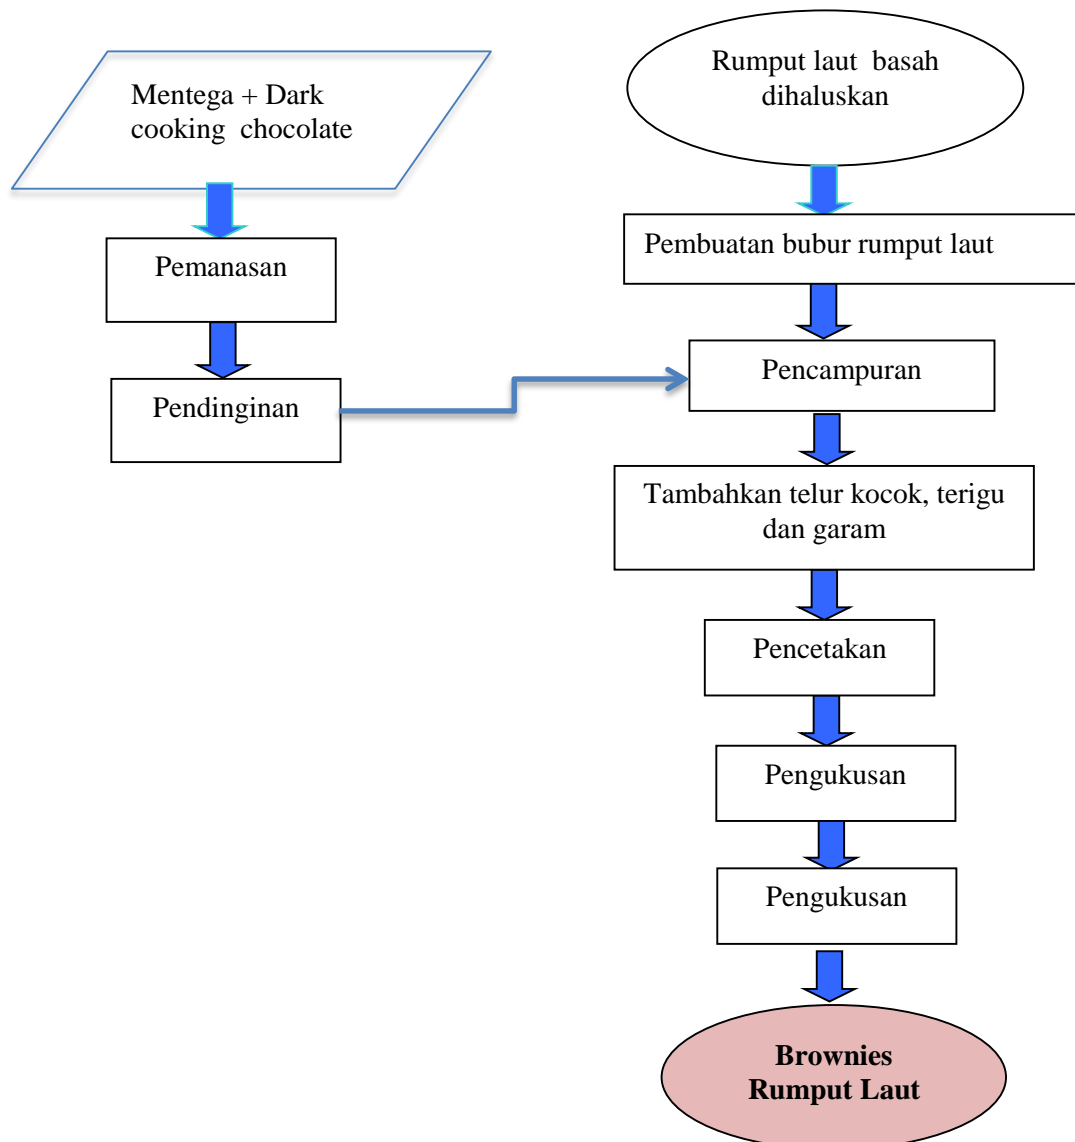 Mentega + Dark
cooking chocolate
Pemanasan
Pendinginan
Rumput laut basah
dihaluskan
Pembuatan bubur rumput laut
Pencampuran
Tambahkan telur kocok, terigu
dan garam
Pencetakan
Pengukusan
Pengukusan
Brownies
Rumput Laut